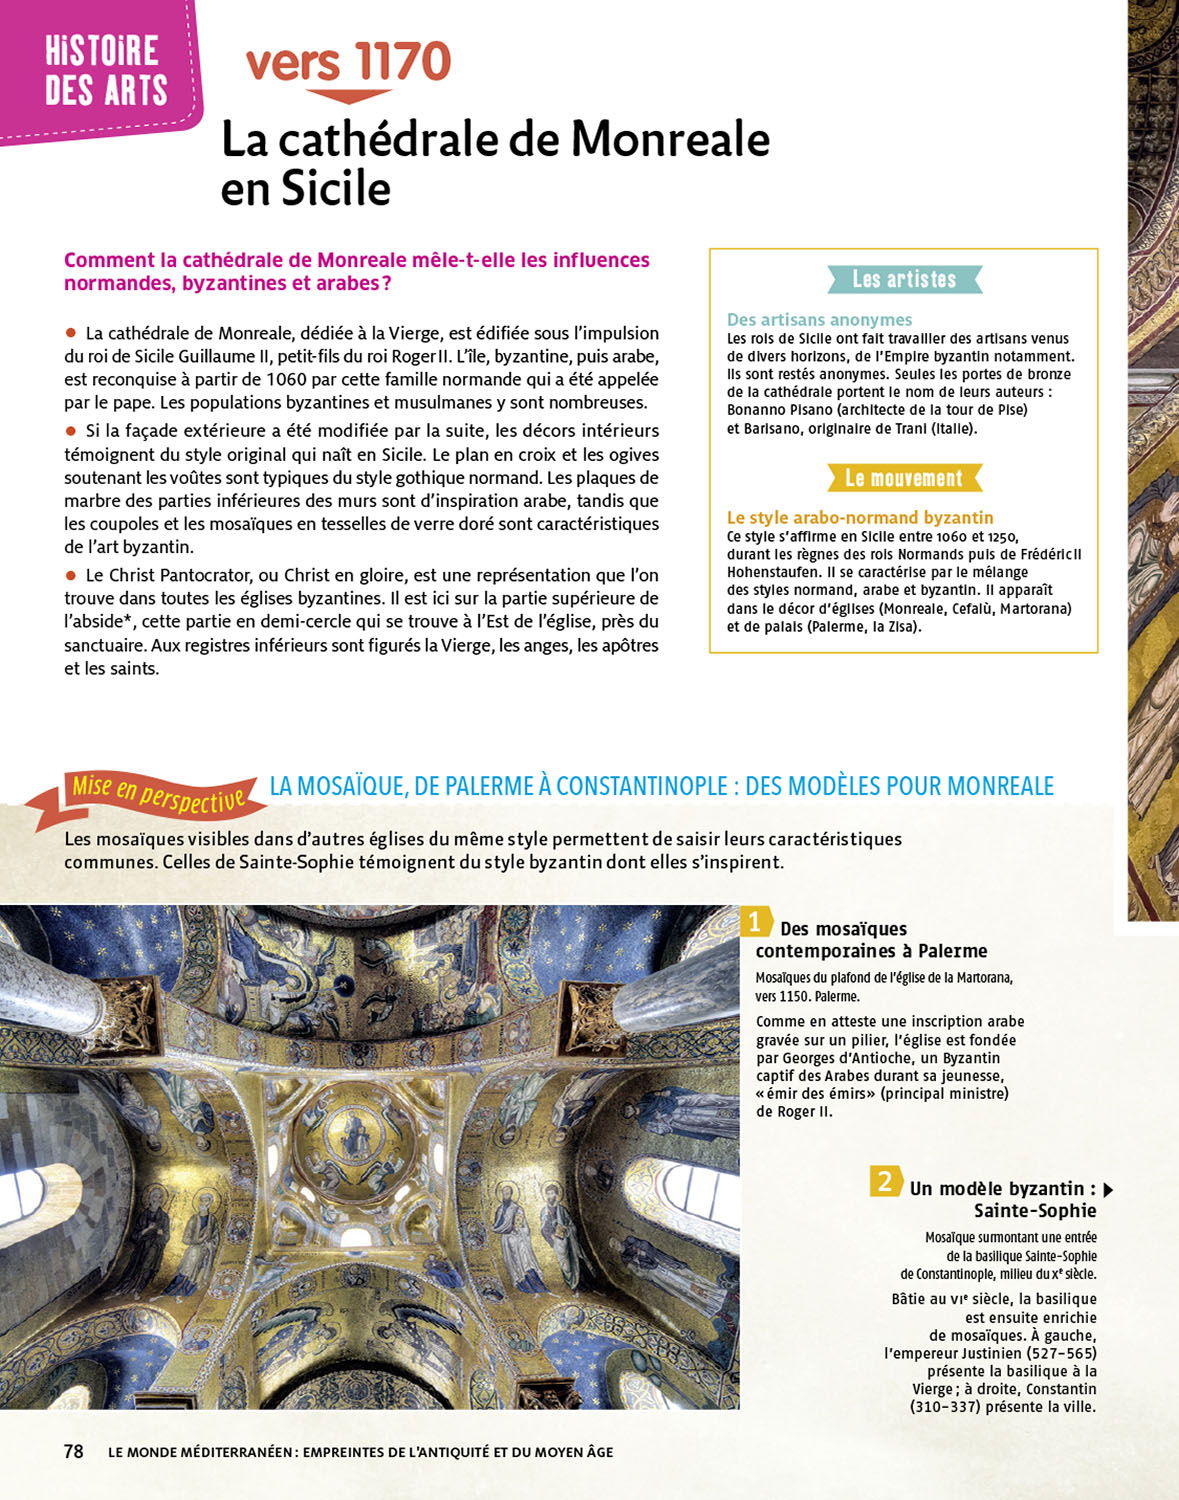 HiSTOiRE
DES ARTS
vers 1170
La cathédrale de Monreale
en Sicile
Comment la cathédrale de Monreale mêle-t-elle les influences
normandes, byzantines et arabes ?
● La cathédrale de Monreale, dédiée à la Vierge, est édifiée sous l’impulsion
du roi de Sicile Guillaume II, petit-fils du roi Roger II. L’île, byzantine, puis arabe,
est reconquise à partir de 1060 par cette famille normande qui a été appelée
par le pape. Les populations byzantines et musulmanes y sont nombreuses.
● Si la façade extérieure a été modifiée par la suite, les décors intérieurs
témoignent du style original qui naît en Sicile. Le plan en croix et les ogives
soutenant les voûtes sont typiques du style gothique normand. Les plaques de
marbre des parties inférieures des murs sont d’inspiration arabe, tandis que
les coupoles et les mosaïques en tesselles de verre doré sont caractéristiques
de l’art byzantin.
● Le Christ Pantocrator, ou Christ en gloire, est une représentation que l’on
trouve dans toutes les églises byzantines. Il est ici sur la partie supérieure de
l’abside*, cette partie en demi-cercle qui se trouve à l’Est de l’église, près du
sanctuaire. Aux registres inférieurs sont figurés la Vierge, les anges, les apôtres
et les saints.
Les artistes
Des artisans anonymes
Les rois de Sicile ont fait travailler des artisans venus
de divers horizons, de l’Empire byzantin notamment.
Ils sont restés anonymes. Seules les portes de bronze
de la cathédrale portent le nom de leurs auteurs :
Bonanno Pisano (architecte de la tour de Pise)
et Barisano, originaire de Trani (Italie).
Le mouvement
Le style arabo-normand byzantin
Ce style s’affirme en Sicile entre 1060 et 1250,
durant les règnes des rois Normands puis de Frédéric II
Hohenstaufen. Il se caractérise par le mélange
des styles normand, arabe et byzantin. Il apparaît
dans le décor d’églises (Monreale, Cefalù, Martorana)
et de palais (Palerme, la Zisa).
Mise en perspective
LA MOSAÏQUE, DE PALERME À CONSTANTINOPLE : DES MODÈLES POUR MONREALE
Les mosaïques visibles dans d’autres églises du même style permettent de saisir leurs caractéristiques
communes. Celles de Sainte-Sophie témoignent du style byzantin dont elles s’inspirent.
1 Des mosaïques
contemporaines à Palerme
Mosaïques du plafond de l’église de la Martorana,
vers 1150. Palerme.
Comme en atteste une inscription arabe
gravée sur un pilier, l’église est fondée
par Georges d’Antioche, un Byzantin
captif des Arabes durant sa jeunesse,
« émir des émirs » (principal ministre)
de Roger II.
2 Un modèle byzantin :
Sainte-Sophie
Mosaïque surmontant une entrée
de la basilique Sainte-Sophie
de Constantinople, milieu du Xe siècle.
Bâtie au VIe siècle, la basilique
est ensuite enrichie
de mosaïques. À gauche,
l’empereur Justinien (527-565)
présente la basilique à la
Vierge ; à droite, Constantin
(310-337) présente la ville.
78 LE MONDE MÉDITERRANÉEN : EMPREINTES DE L'ANTIQUITÉ ET DU MOYEN ÂGE